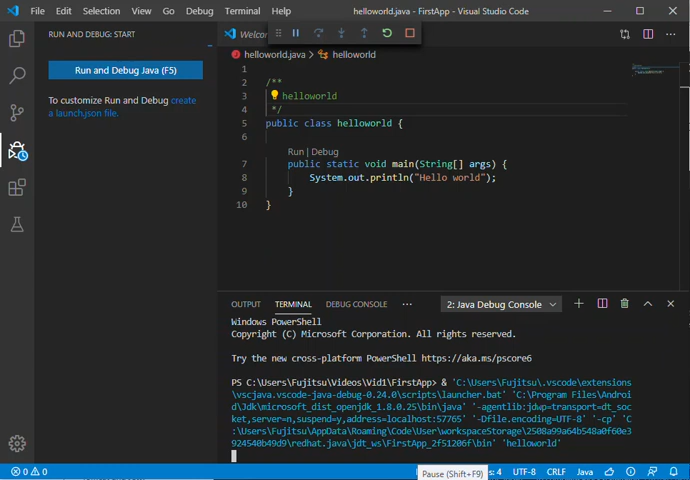 File Edit Selection View Go Debug Terminal Help helloworld.java - FirstApp - Visual Studio Code
RUN AND DEBUG: START
Run and Debug Java (F5)
To customize Run and Debug create
a launch.json file.
Welcom
helloworld.java helloworld
1
2 /**
3 helloworld
4 */
5 public class helloworld {
6
Run | Debug
7 public static void main(String[] args) {
8 System.out.println("Hello world");
9 }
10 }
OUTPUT TERMINAL DEBUG CONSOLE ... 2: Java Debug Console
Windows PowerShell
Copyright (C) Microsoft Corporation. All rights reserved.
Try the new cross-platform PowerShell https://aka.ms/pscore6
PS C:\Users\Fujitsu\Videos\Vid1\FirstApp> & 'C:\Users\Fujitsu\.vscode\extensions
\vscjava.vscode-java-debug-0.24.0\scripts\launcher.bat' 'C:\Program Files\Androi
d\Jdk\microsoft_dist_openjdk_1.8.0.25\bin\java' '-agentlib:jdwp=transport=dt_soc
ket,server=n,suspend=y,address=localhost:57765' '-Dfile.encoding=UTF-8' '-cp' 'C
:\Users\Fujitsu\AppData\Roaming\Code\User\workspaceStorage\2508a99a64b548a0f60e3
924540b49d9\redhat.java\jdt_ws\FirstApp_2f51206f\bin' 'helloworld'
0 0 s: 4 UTF-8 CRLF Java
Pause (Shift+F9)